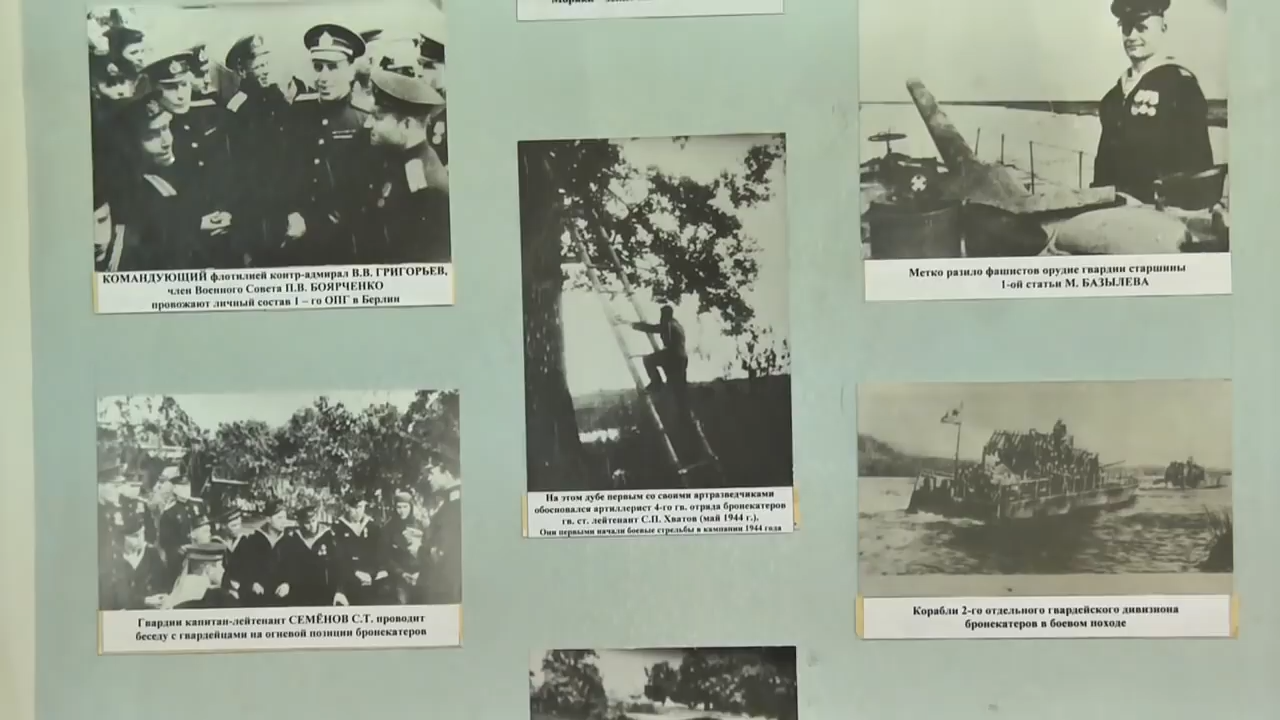 КОМАНДУЮЩИЙ флотилией контр-адмирал В.В. ГРИГОРЬЕВ,
член Военного Совета П.В. БОЯРЧЕНКО
провожают личный состав 1 – го ОПГ в Берлин
Метко разило фашистов орудие гвардии старшины
1-ой статьи М. БАЗЫЛЕВА
На этом дубе первым со своими артразведчиками
обосновался артиллерист 4-го гв. отряда бронекатеров
гв. ст. лейтенант С.П. Хватов (май 1944 г.).
Они первыми начали боевые стрельбы в кампании 1944 года
Гвардии капитан-лейтенант СЕМЁНОВ С.Т. проводит
беседу с гвардейцами на огневой позиции бронекатеров
Корабли 2-го отдельного гвардейского дивизиона
бронекатеров в боевом походе